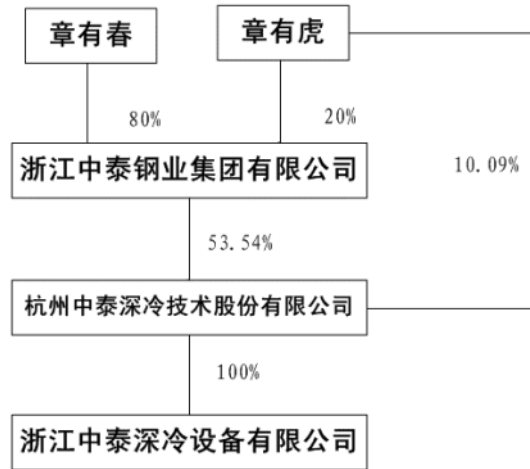 章有春
章有虎
80%
20%
浙江中泰钢业集团有限公司
10.09%
53.54%
杭州中泰深冷技术股份有限公司
100%
浙江中泰深冷设备有限公司